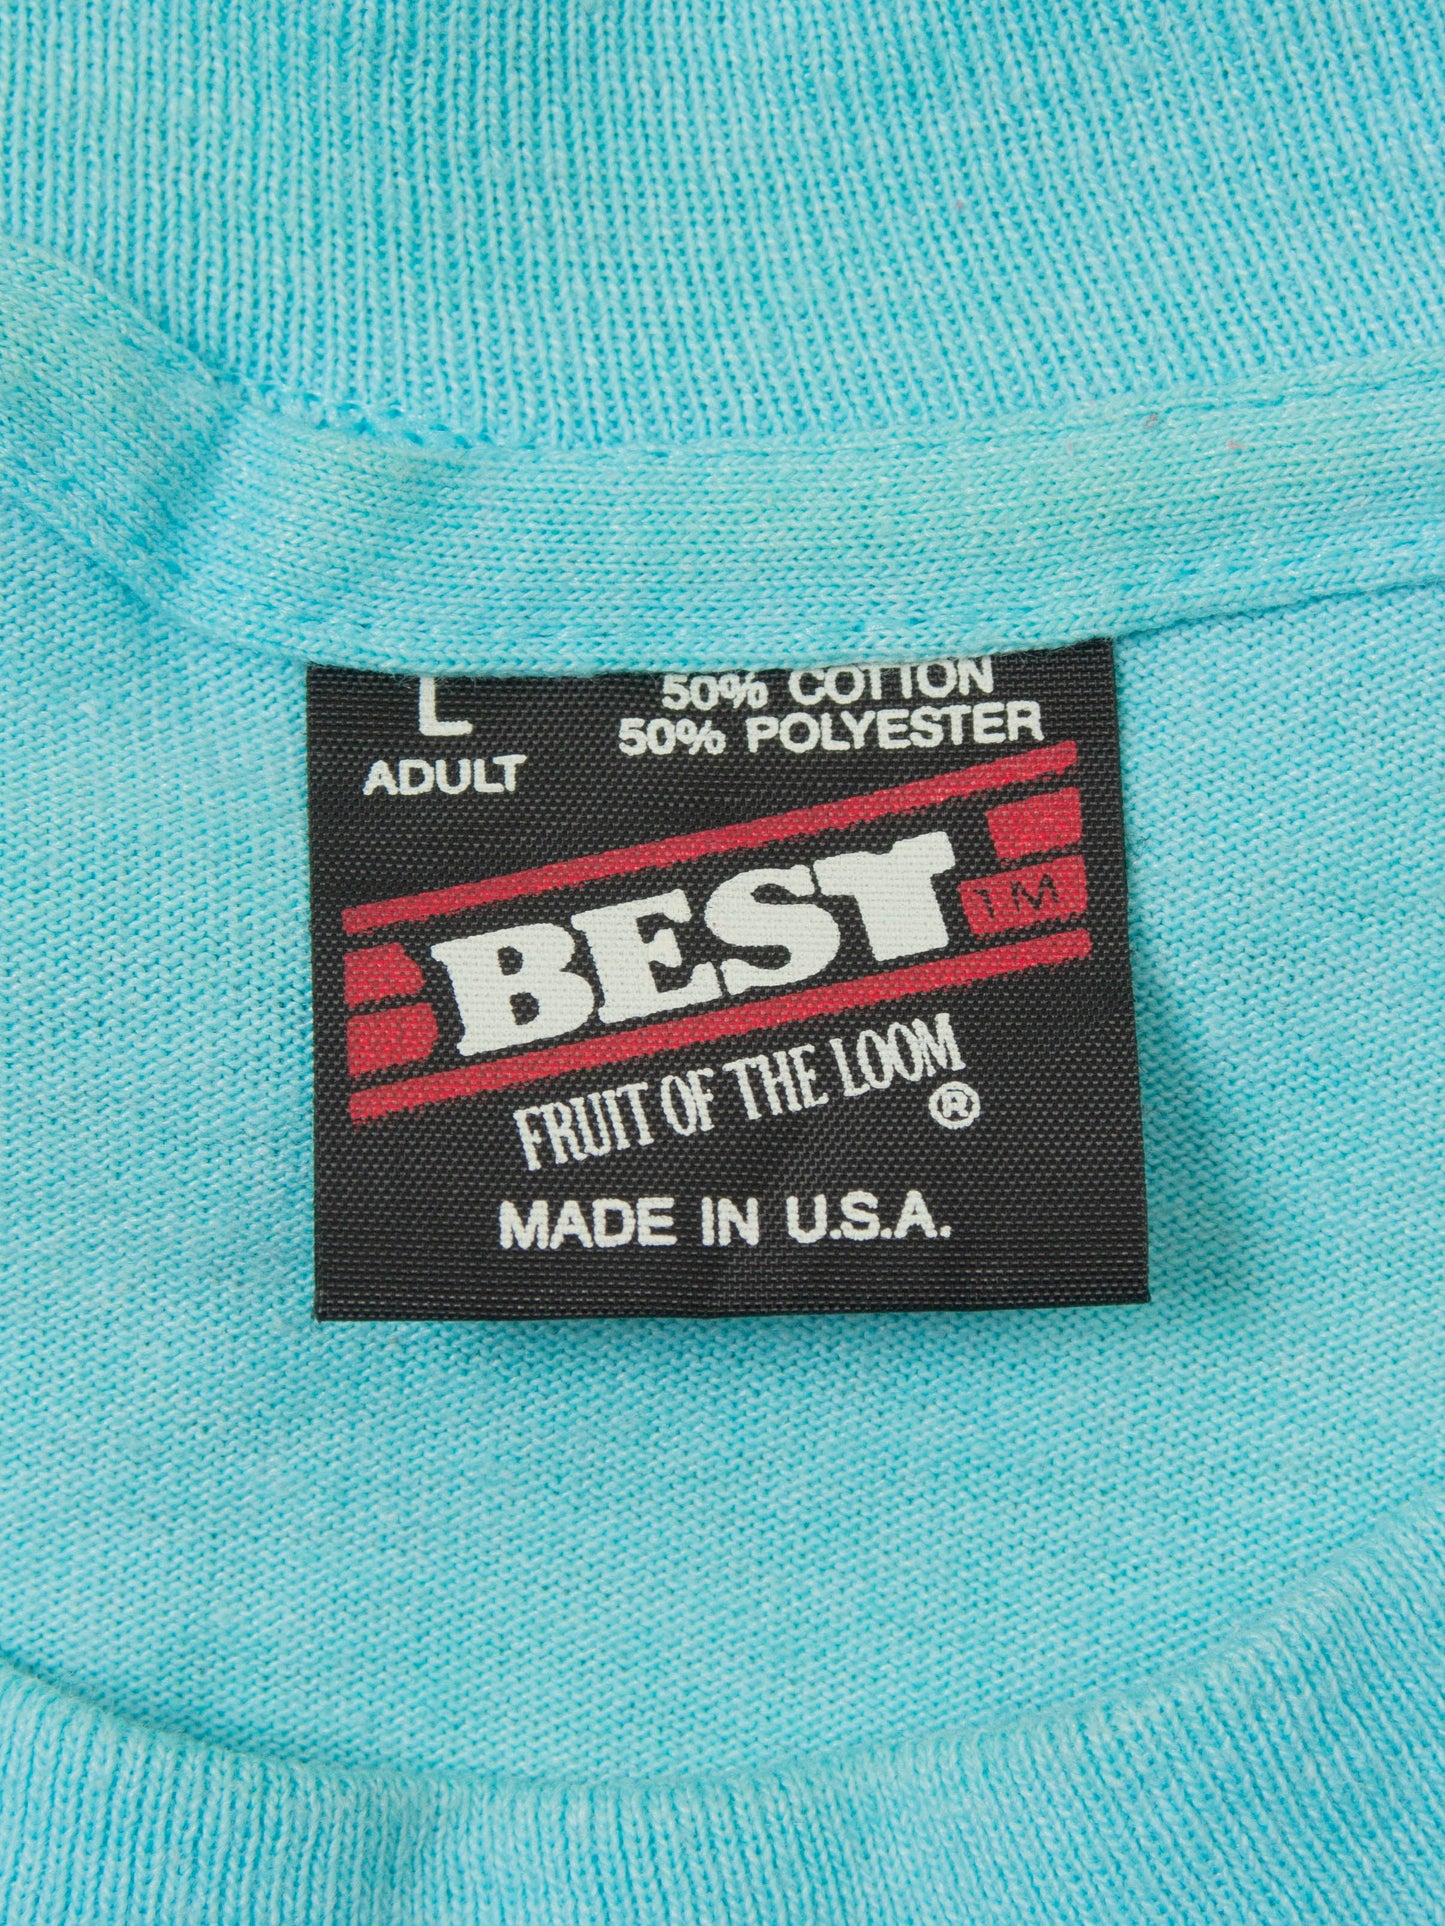 L
ADULT
50% COTTON
50% POLYESTER
BEST
TM
FRUIT OF THE LOOM
®
MADE IN U.S.A.